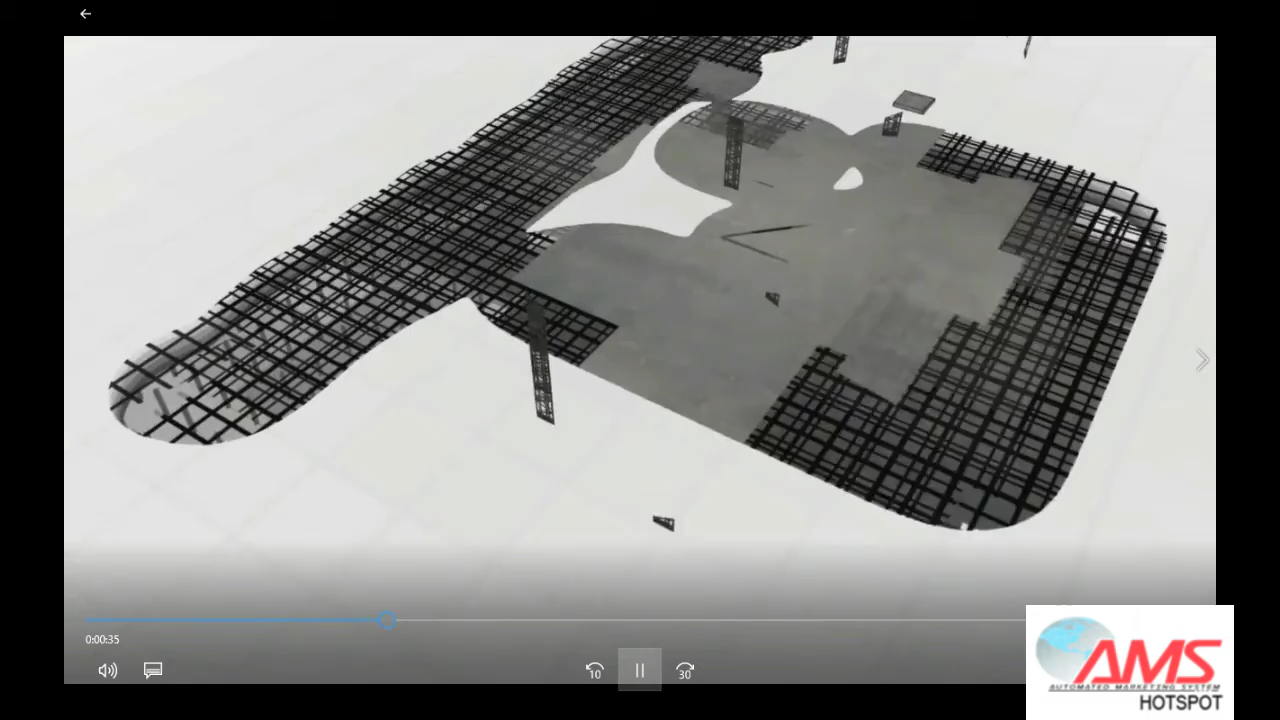 0:00:35
10
30
AMS
AUTOMATED MARKETING SYSTEM
HOTSPOT